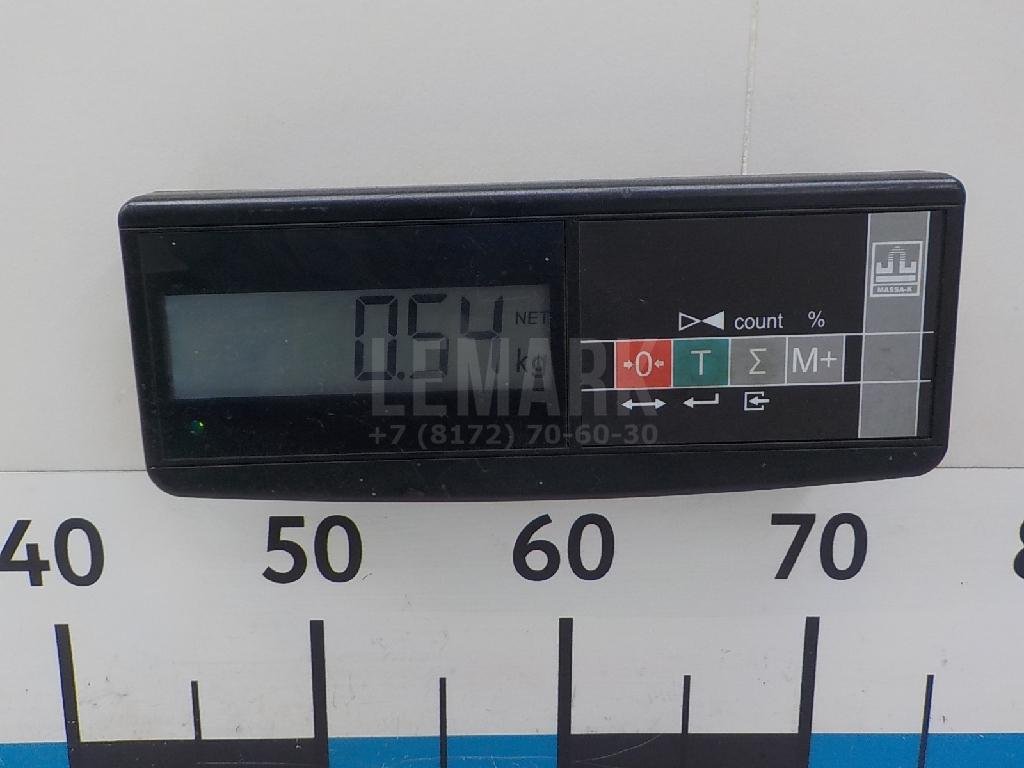 0.54 NET
kg
MASSA-K
count %
→0← T Σ M+
LEMARK
+7 (8172) 70-60-30
40 50 60 70